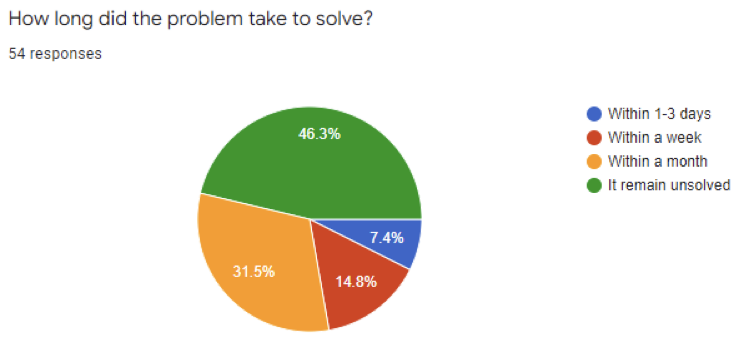 How long did the problem take to solve?
54 responses
46.3%
7.4%
31.5%
14.8%
Within 1-3 days
Within a week
Within a month
It remain unsolved